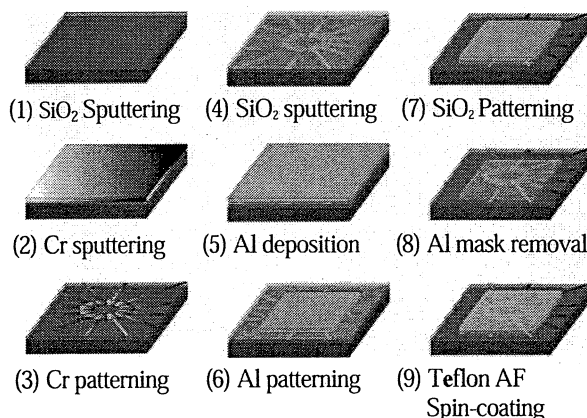 (1) SiO₂ Sputtering
(2) Cr sputtering
(3) Cr patterning
(4) SiO₂ sputtering
(5) Al deposition
(6) Al patterning
(7) SiO₂ Patterning
(8) Al mask removal
(9) Teflon AF
Spin-coating